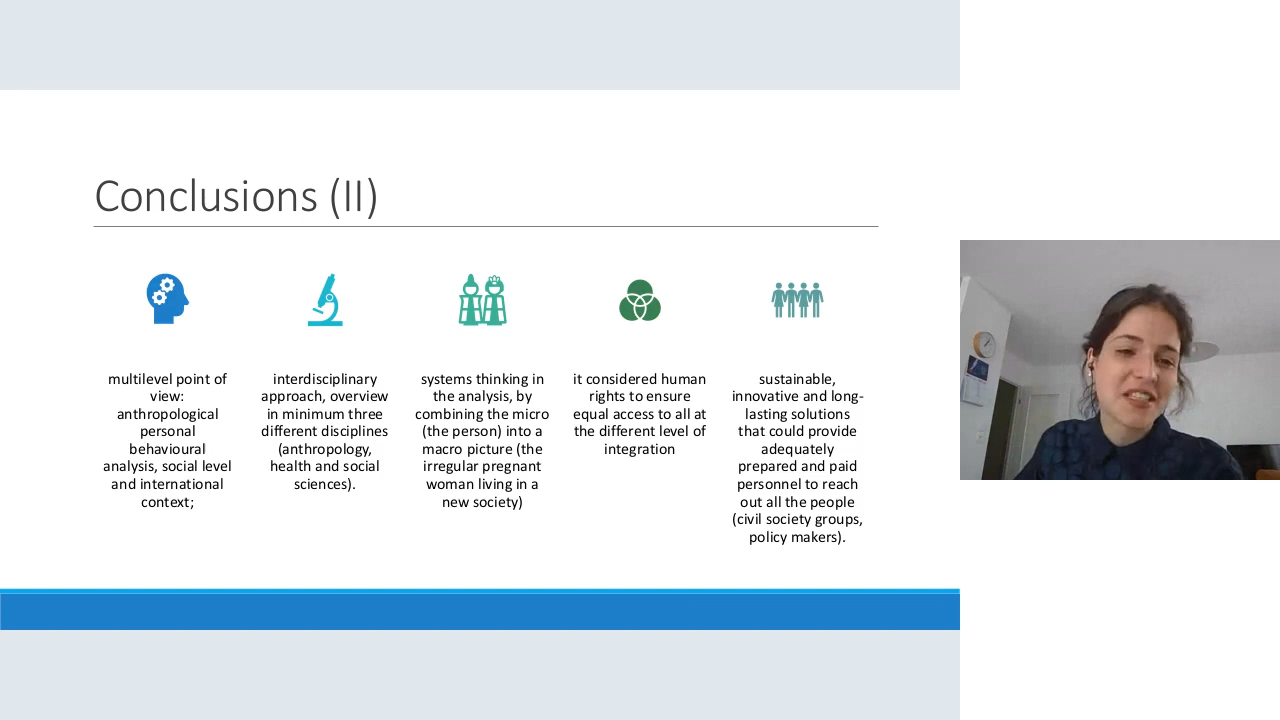 Conclusions (II)
multilevel point of
view:
anthropological
personal
behavioural
analysis, social level
and international
context;
interdisciplinary
approach, overview
in minimum three
different disciplines
(anthropology,
health and social
sciences).
systems thinking in
the analysis, by
combining the micro
(the person) into a
macro picture (the
irregular pregnant
woman living in a
new society)
it considered human
rights to ensure
equal access to all at
the different level of
integration
sustainable,
innovative and long-
lasting solutions
that could provide
adequately
prepared and paid
personnel to reach
out all the people
(civil society groups,
policy makers).